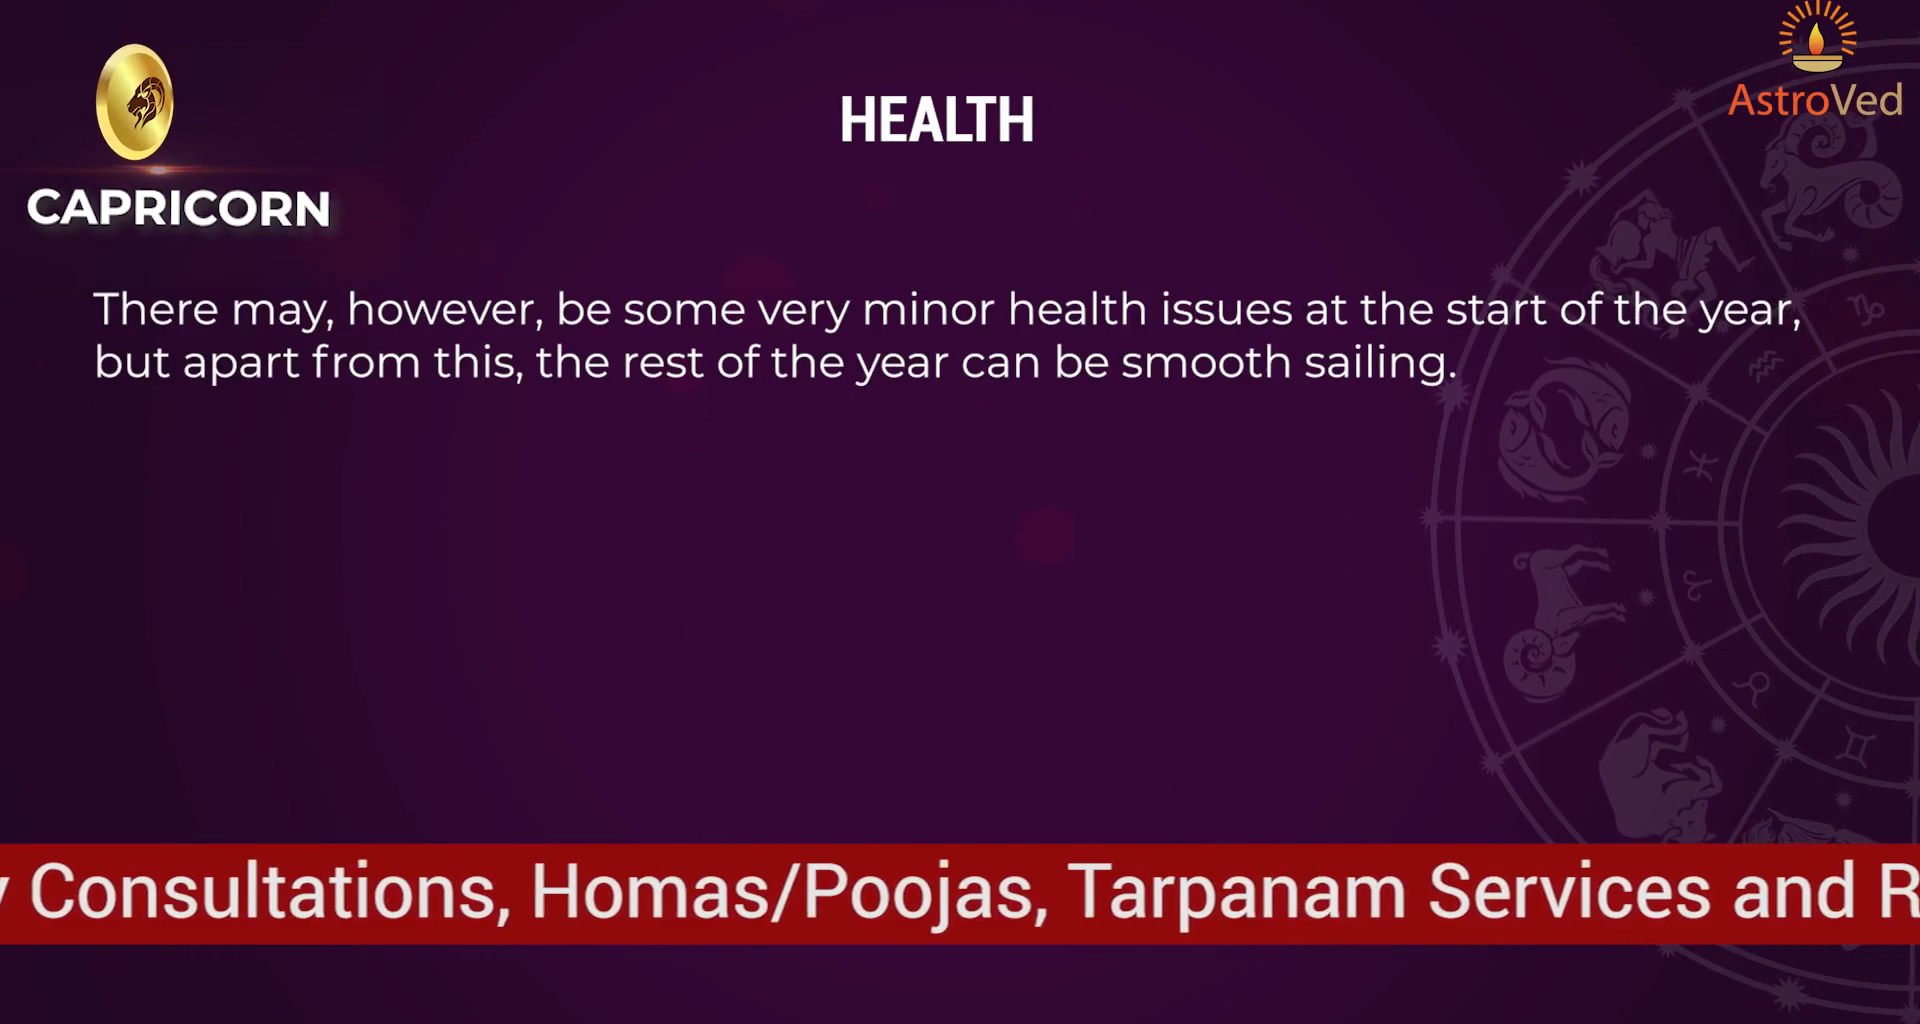 AstroVed
HEALTH
CAPRICORN
There may, however, be some very minor health issues at the start of the year,
but apart from this, the rest of the year can be smooth sailing.
Consultations, Homas/Poojas, Tarpanam Services and